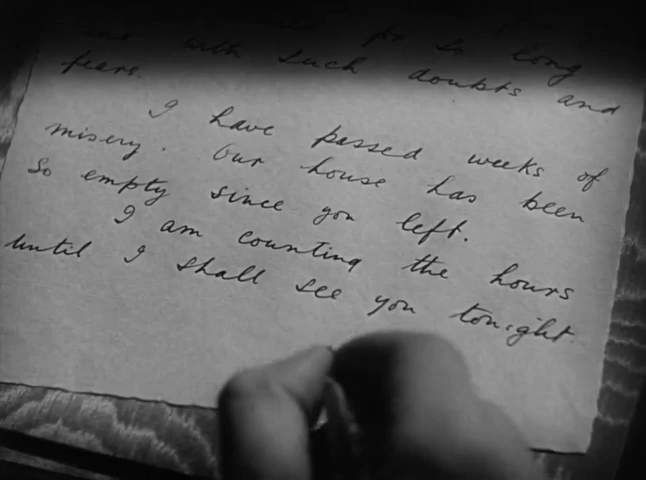 and with such doubts and
fears.
I have passed weeks of
misery. Our house has been
so empty since you left.
I am counting the hours
until I shall see you tonight.